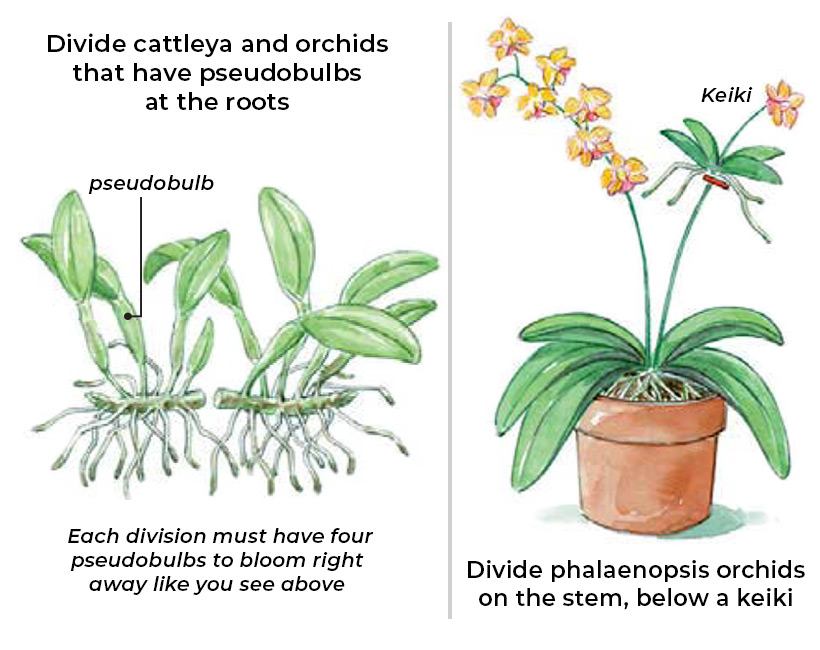 Divide cattleya and orchids
that have pseudobulbs
at the roots
pseudobulb
Each division must have four
pseudobulbs to bloom right
away like you see above
Keiki
Divide phalaenopsis orchids
on the stem, below a keiki